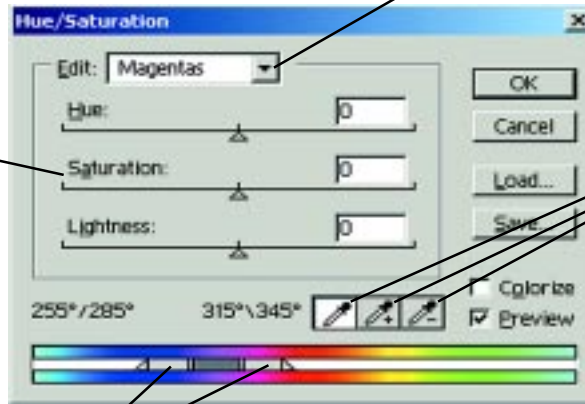 Hue/Saturation
Edit: Magentas
OK
Hue: 0
Cancel
Saturation: 0
Load...
Save...
Lightness: 0
Colorize
255°/285° 315°\345°
Preview